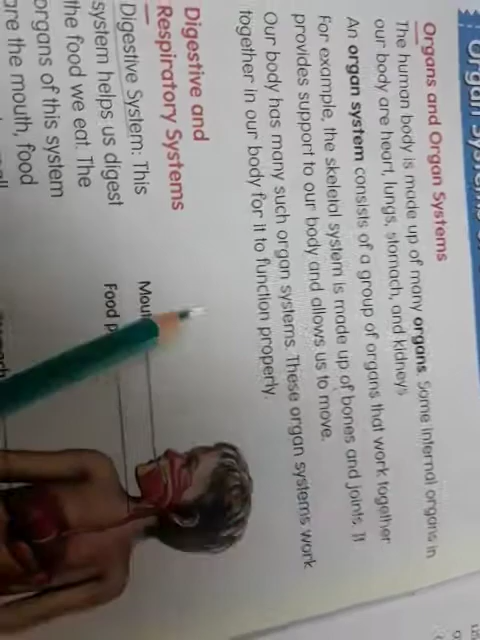 Organ Systems
Organs and Organ Systems
The human body is made up of many organs. Some internal organs in
our body are heart, lungs, stomach, and kidneys.
An organ system consists of a group of organs that work together.
For example, the skeletal system is made up of bones and joints. It
provides support to our body and allows us to move.
Our body has many such organ systems. These organ systems work
together in our body for it to function properly.
Digestive and
Respiratory Systems
Digestive System: This
system helps us digest
the food we eat. The
organs of this system
are the mouth, food
Food